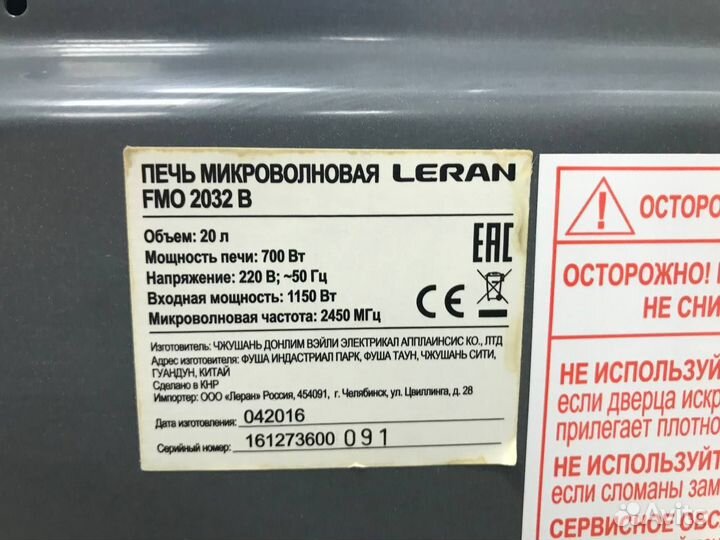 ПЕЧЬ МИКРОВОЛНОВАЯ LERAN
FMO 2032 B
Объем: 20 л
Мощность печи: 700 Вт
Напряжение: 220 В; ~50 Гц
Входная мощность: 1150 Вт
Микроволновая частота: 2450 МГц
EAC
CE
Изготовитель: ЧЖУШАНЬ ДОНЛИМ ВЭЙЛИ ЭЛЕКТРИКАЛ АППЛАИНСИС КО., ЛТД
Адрес изготовителя: ФУША ИНДАСТРИАЛ ПАРК, ФУША ТАУН, ЧЖУШАНЬ СИТИ,
ГУАНДУН, КИТАЙ
Сделано в КНР
Импортер: ООО «Леран» Россия, 454091, г. Челябинск, ул. Цвиллинга, д. 28
Дата изготовления: 042016
Серийный номер: 161273600 091
ОСТОРО
ОСТОРОЖНО!
НЕ СНИ
НЕ ИСПОЛЬЗУЙ
если дверца искр
прилегает плотно
НЕ ИСПОЛЬЗУЙТ
если сломаны зам
СЕРВИСНОЕ ОБС
Avito